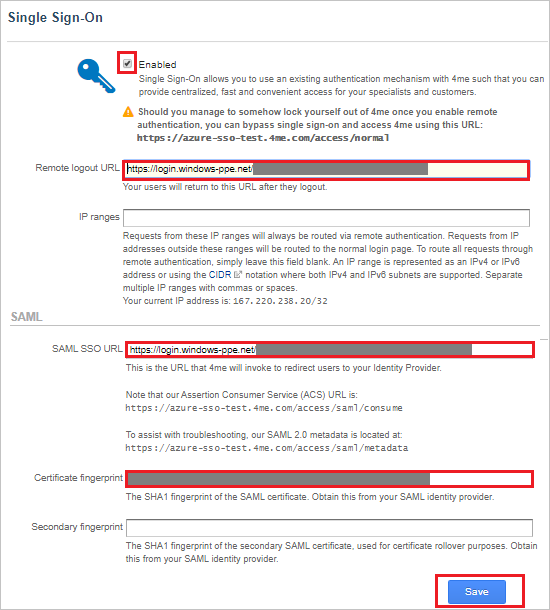 Single Sign-On
Enabled
Single Sign-On allows you to use an existing authentication mechanism with 4me such that you can
provide centralized, fast and convenient access for your specialists and customers.
Should you manage to somehow lock yourself out of 4me once you enable remote
authentication, you can bypass single sign-on and access 4me using this URL:
https://azure-sso-test.4me.com/access/normal
Remote logout URL https://login.windows-ppe.net/
Your users will return to this URL after they logout.
IP ranges
Requests from these IP ranges will always be routed via remote authentication. Requests from IP
addresses outside these ranges will be routed to the normal login page. To route all requests through
remote authentication, simply leave this field blank. An IP range is represented as an IPv4 or IPv6
address or using the CIDR notation where both IPv4 and IPv6 subnets are supported. Separate
multiple IP ranges with commas or spaces.
Your current IP address is: 167.220.238.20/32
SAML
SAML SSO URL https://login.windows-ppe.net/
This is the URL that 4me will invoke to redirect users to your Identity Provider.
Note that our Assertion Consumer Service (ACS) URL is:
https://azure-sso-test.4me.com/access/saml/consume
To assist with troubleshooting, our SAML 2.0 metadata is located at:
https://azure-sso-test.4me.com/access/saml/metadata
Certificate fingerprint
The SHA1 fingerprint of the SAML certificate. Obtain this from your SAML identity provider.
Secondary fingerprint
The SHA1 fingerprint of the secondary SAML certificate, used for certificate rollover purposes. Obtain
this from your SAML identity provider.
Save